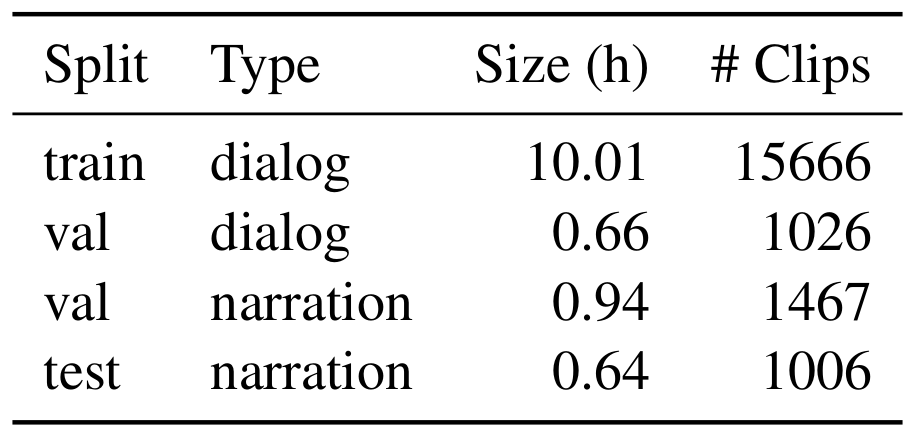 Split Type Size (h) # Clips
train dialog 10.01 15666
val dialog 0.66 1026
val narration 0.94 1467
test narration 0.64 1006